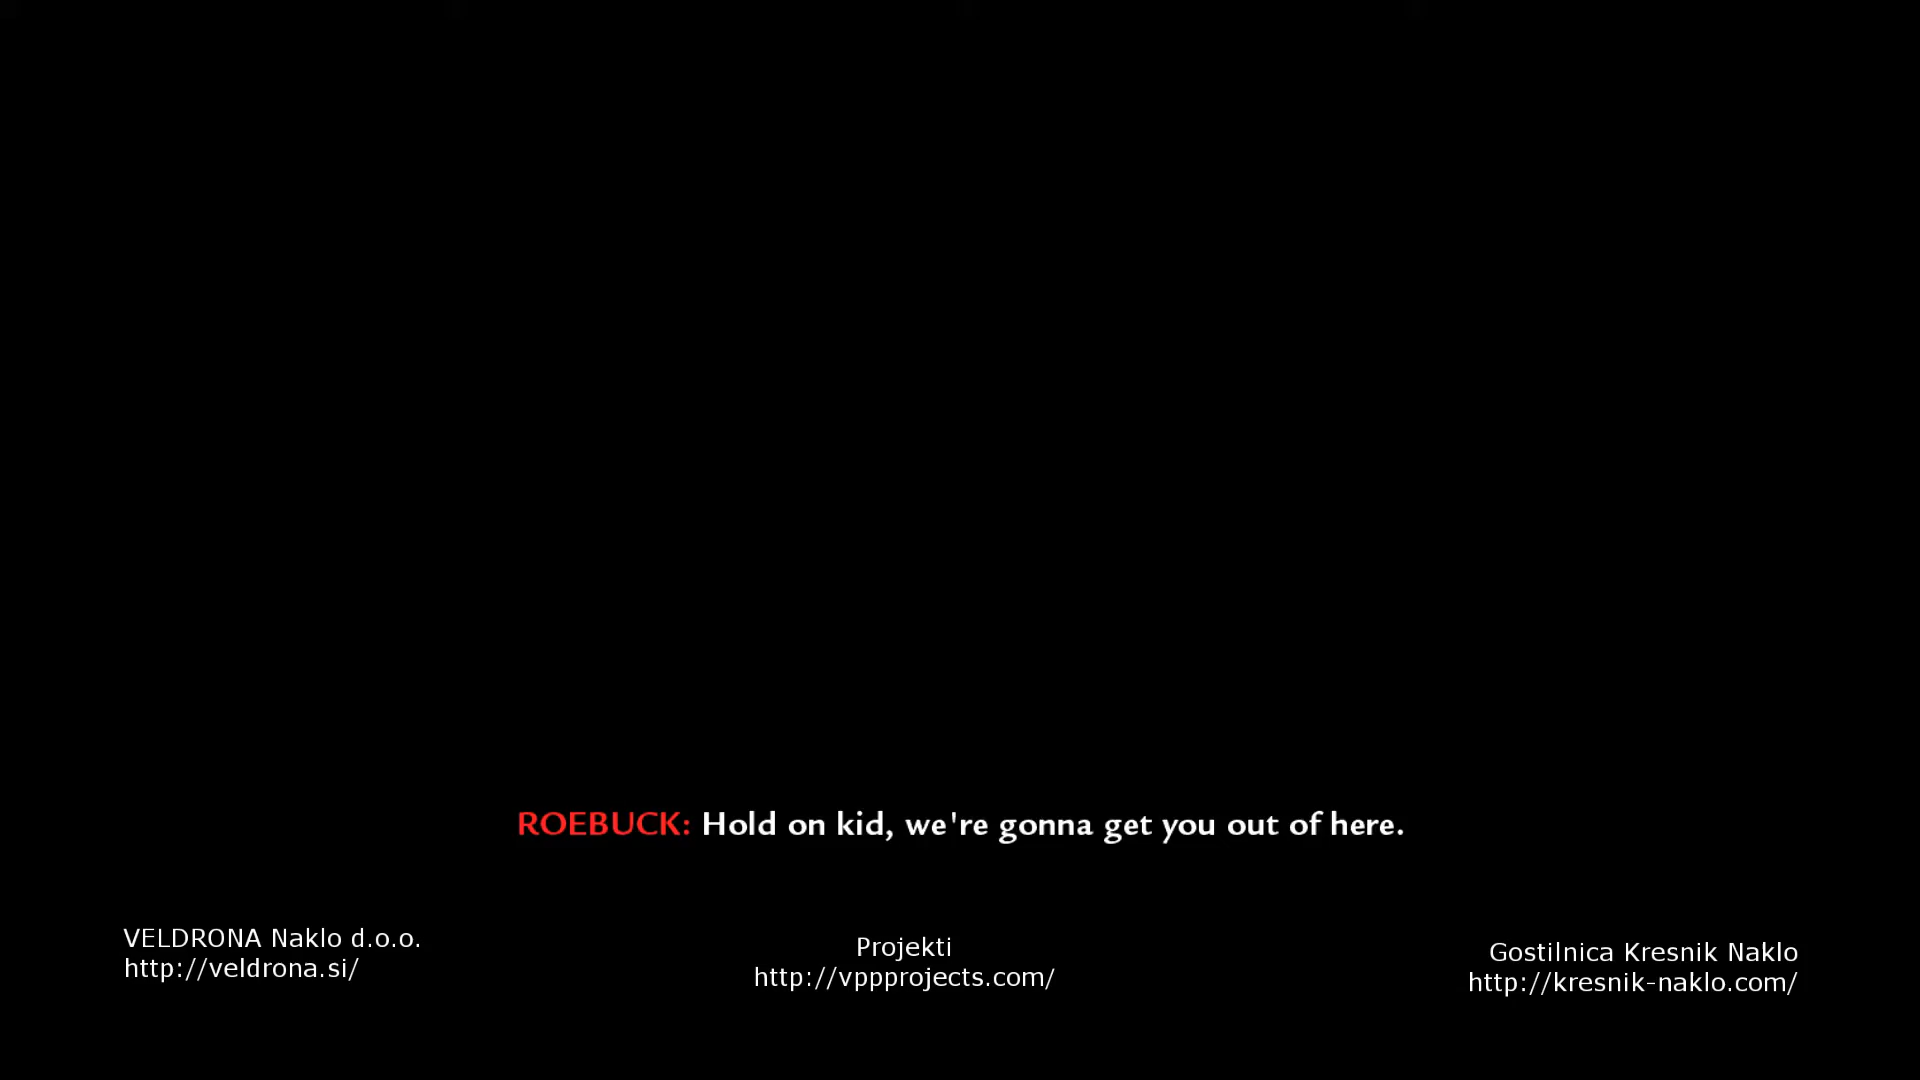 ROEBUCK: Hold on kid, we're gonna get you out of here.
VELDRONA Naklo d.o.o.
http://veldrona.si/
Projekti
http://vppprojects.com/
Gostilnica Kresnik Naklo
http://kresnik-naklo.com/